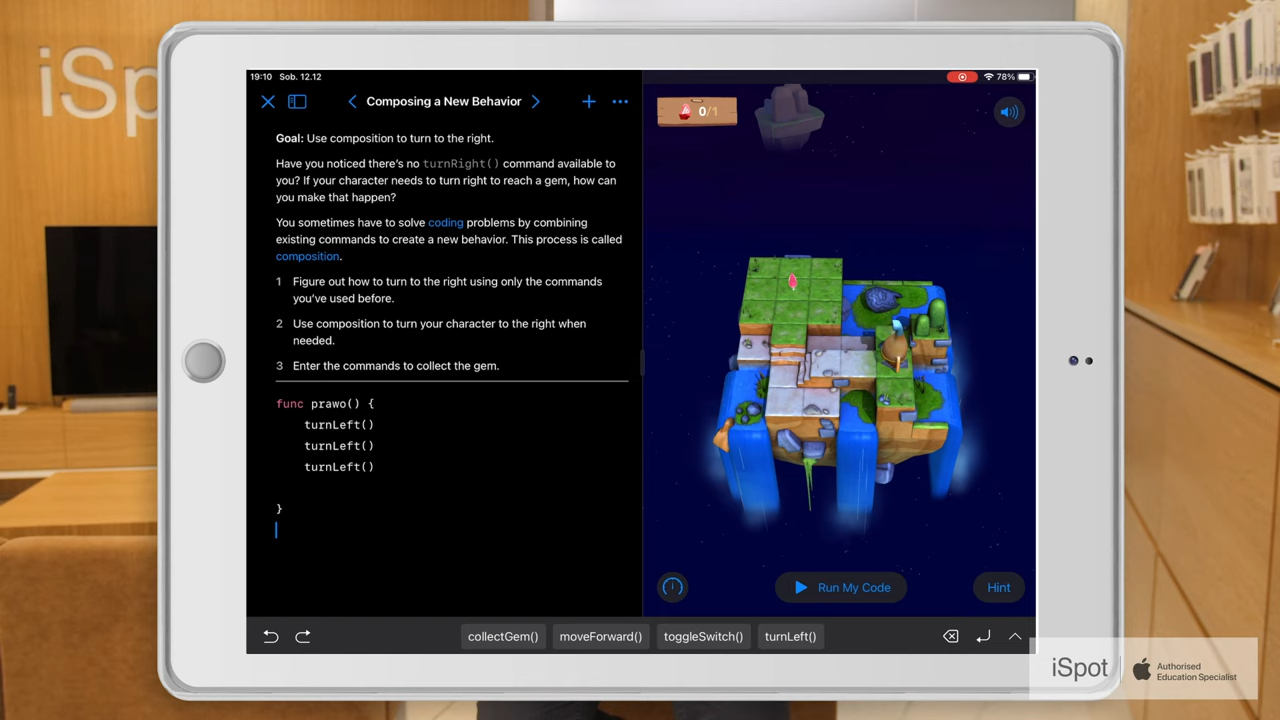 iSp
19:10 Sob. 12.12
78%
Composing a New Behavior
0/1
Goal: Use composition to turn to the right.
Have you noticed there's no turnRight() command available to
you? If your character needs to turn right to reach a gem, how can
you make that happen?
You sometimes have to solve coding problems by combining
existing commands to create a new behavior. This process is called
composition.
1 Figure out how to turn to the right using only the commands
you've used before.
2 Use composition to turn your character to the right when
needed.
3 Enter the commands to collect the gem.
func prawo() {
turnLeft()
turnLeft()
turnLeft()
}
Run My Code
Hint
collectGem() moveForward() toggleSwitch() turnLeft()
iSpot
Authorised
Education Specialist